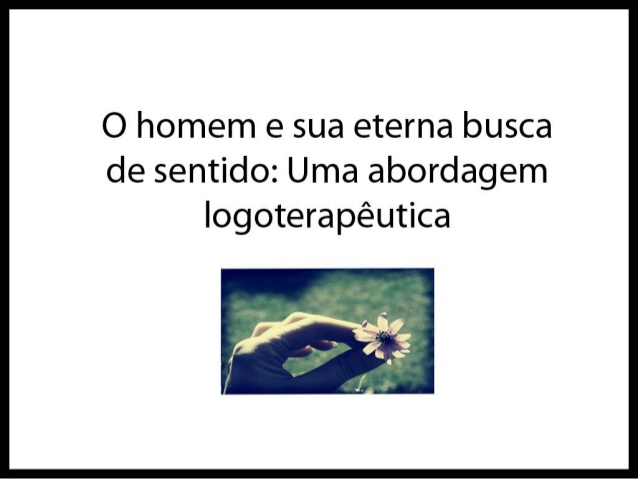 O homem e sua eterna busca
de sentido: Uma abordagem
logoterapêutica